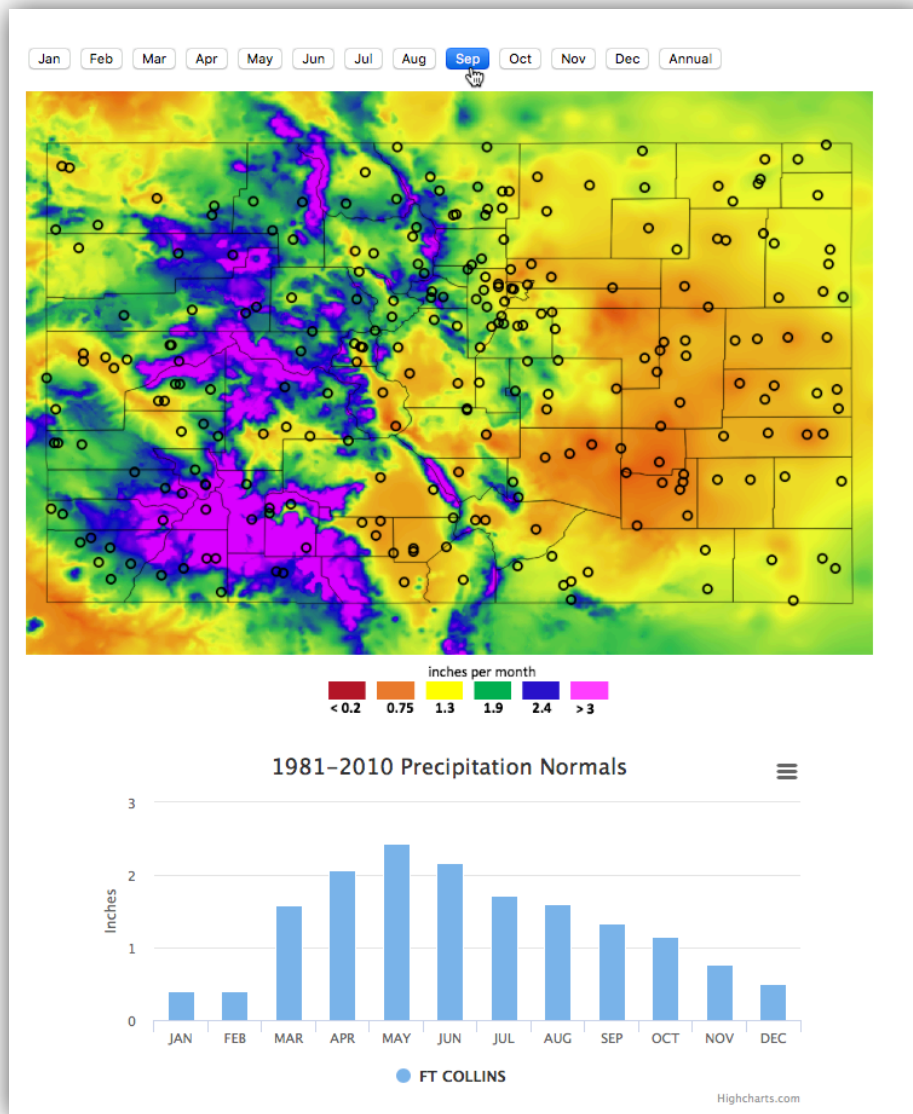 Jan Feb Mar Apr May Jun Jul Aug Sep Oct Nov Dec Annual
inches per month
< 0.2 0.75 1.3 1.9 2.4 > 3
1981–2010 Precipitation Normals
3
2
1
0
Inches
JAN FEB MAR APR MAY JUN JUL AUG SEP OCT NOV DEC
FT COLLINS
Highcharts.com